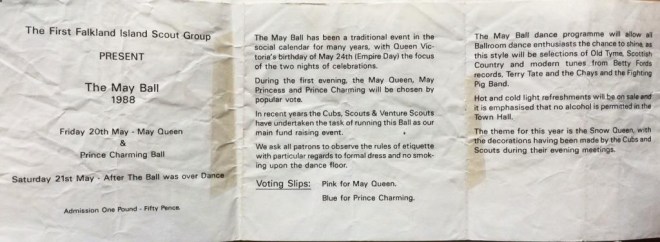 The First Falkland Island Scout Group
PRESENT
The May Ball
1988
Friday 20th May - May Queen
&
Prince Charming Ball
Saturday 21st May - After The Ball was over Dance
Admission One Pound - Fifty Pence.
The May Ball has been a traditional event in the
social calendar for many years, with Queen Vic-
toria's birthday of May 24th (Empire Day) the focus
of the two nights of celebrations.
During the first evening, the May Queen, May
Princess and Prince Charming will be chosen by
popular vote.
In recent years the Cubs, Scouts & Venture Scouts
have undertaken the task of running this Ball as our
main fund raising event.
We ask all patrons to observe the rules of etiquette
with particular regards to formal dress and no smok-
ing upon the dance floor.
Voting Slips: Pink for May Queen.
Blue for Prince Charming.
The May Ball dance programme will allow all
Ballroom dance enthusiasts the chance to shine as
this style will be selections of Old Tyme, Scottish
Country and modern tunes from Betty Fords
records, Terry Tate and the Chays and the Fighting
Pig Band.
Hot and cold light refreshments will be on sale and
it is emphasised that no alcohol is permitted in the
Town Hall.
The theme for this year is the Snow Queen, with
the decorations having been made by the Cubs and
Scouts during their evening meetings.